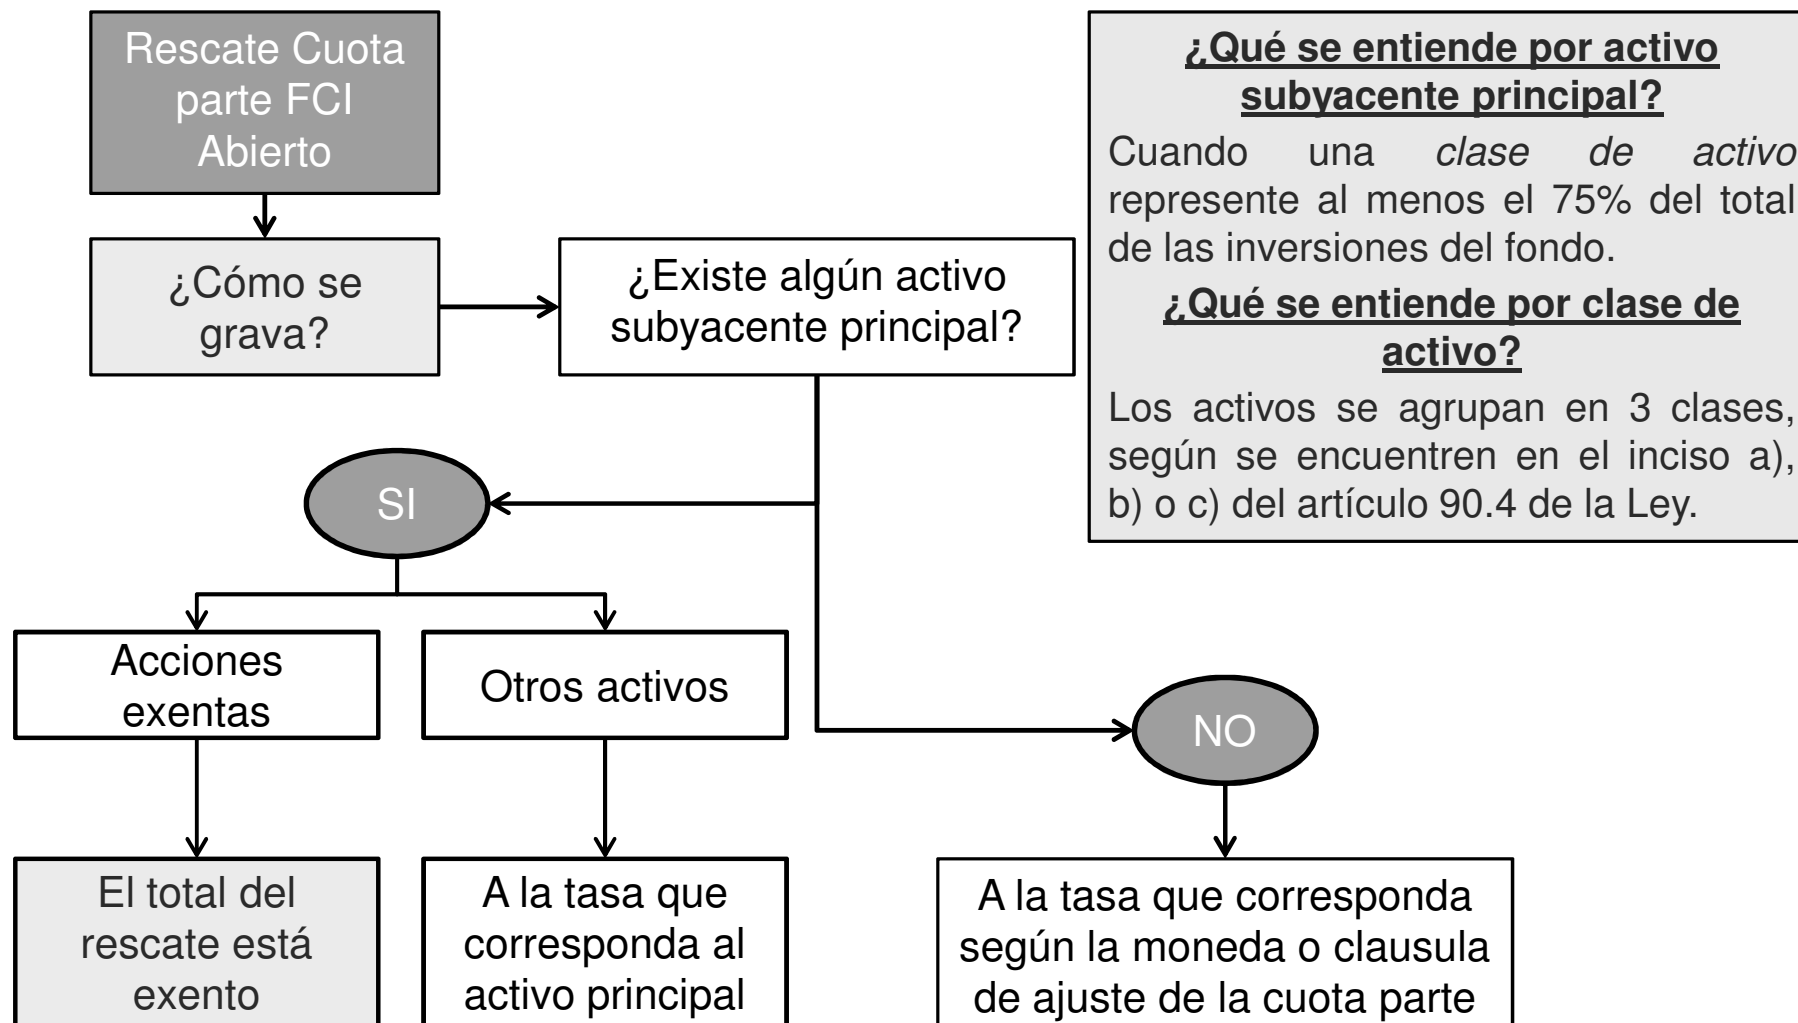 Rescate Cuota
parte FCI
Abierto
¿Cómo se
grava?
¿Existe algún activo
subyacente principal?
¿Qué se entiende por activo
subyacente principal?
Cuando una clase de activo
represente al menos el 75% del total
de las inversiones del fondo.
¿Qué se entiende por clase de
activo?
Los activos se agrupan en 3 clases,
según se encuentren en el inciso a),
b) o c) del artículo 90.4 de la Ley.
SI
Acciones
exentas
Otros activos
NO
El total del
rescate está
exento
A la tasa que
corresponda al
activo principal
A la tasa que corresponda
según la moneda o clausula
de ajuste de la cuota parte